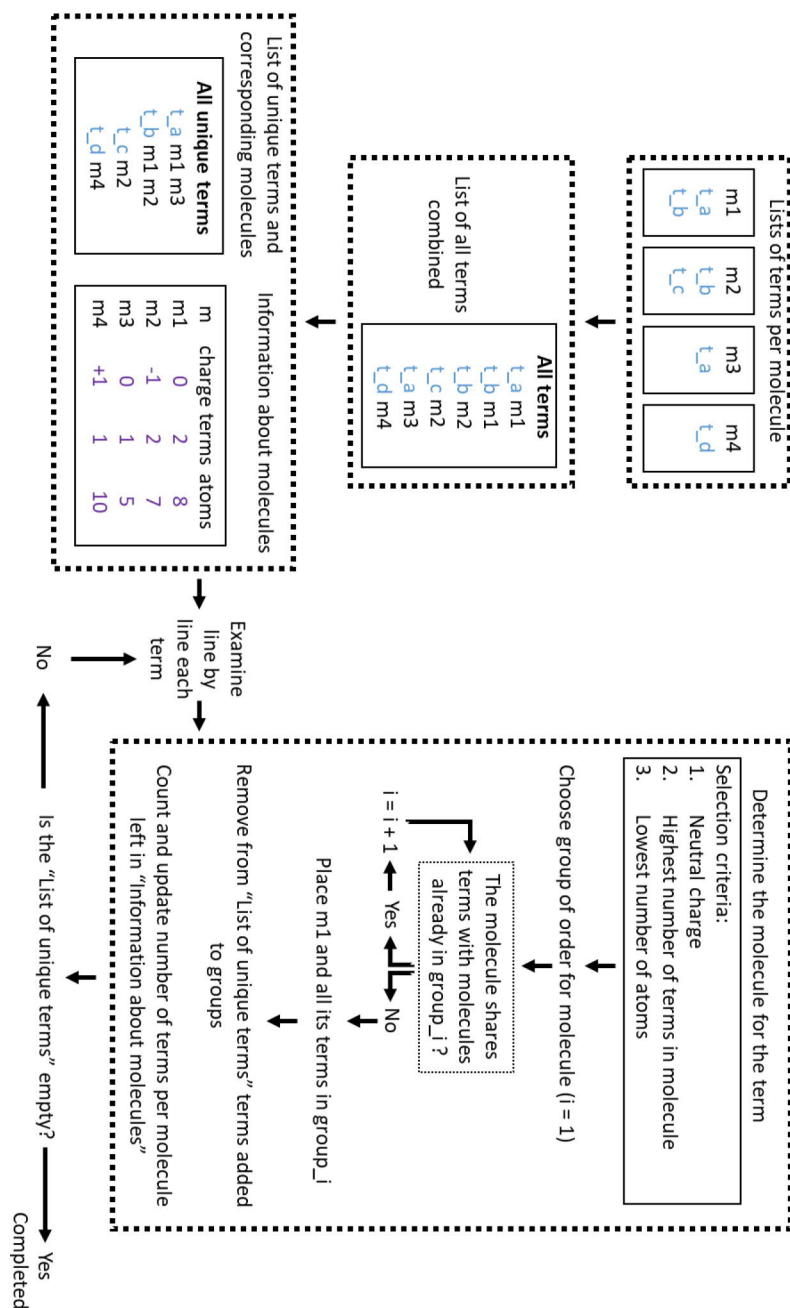 Lists of terms per molecule
m1
t_a
t_b
m2
t_b
t_c
m3
t_a
m4
t_d
List of all terms
combined
All terms
t_a m1
t_b m1
t_b m2
t_c m2
t_a m3
t_d m4
List of unique terms and
corresponding molecules
All unique terms
t_a m1 m3
t_b m1 m2
t_c m2
t_d m4
Information about molecules
m charge terms atoms
m1 0 2 8
m2 -1 2 7
m3 0 1 5
m4 +1 1 10
Examine
line by
line each
term
Determine the molecule for the term
Selection criteria:
1. Neutral charge
2. Highest number of terms in molecule
3. Lowest number of atoms
Choose group of order for molecule (i = 1)
The molecule shares
terms with molecules
already in group_i ?
i = i + 1
Yes
No
Place m1 and all its terms in group_i
Remove from “List of unique terms” terms added
to groups
Count and update number of terms per molecule
left in “Information about molecules”
No
Is the “List of unique terms” empty?
Yes
Completed